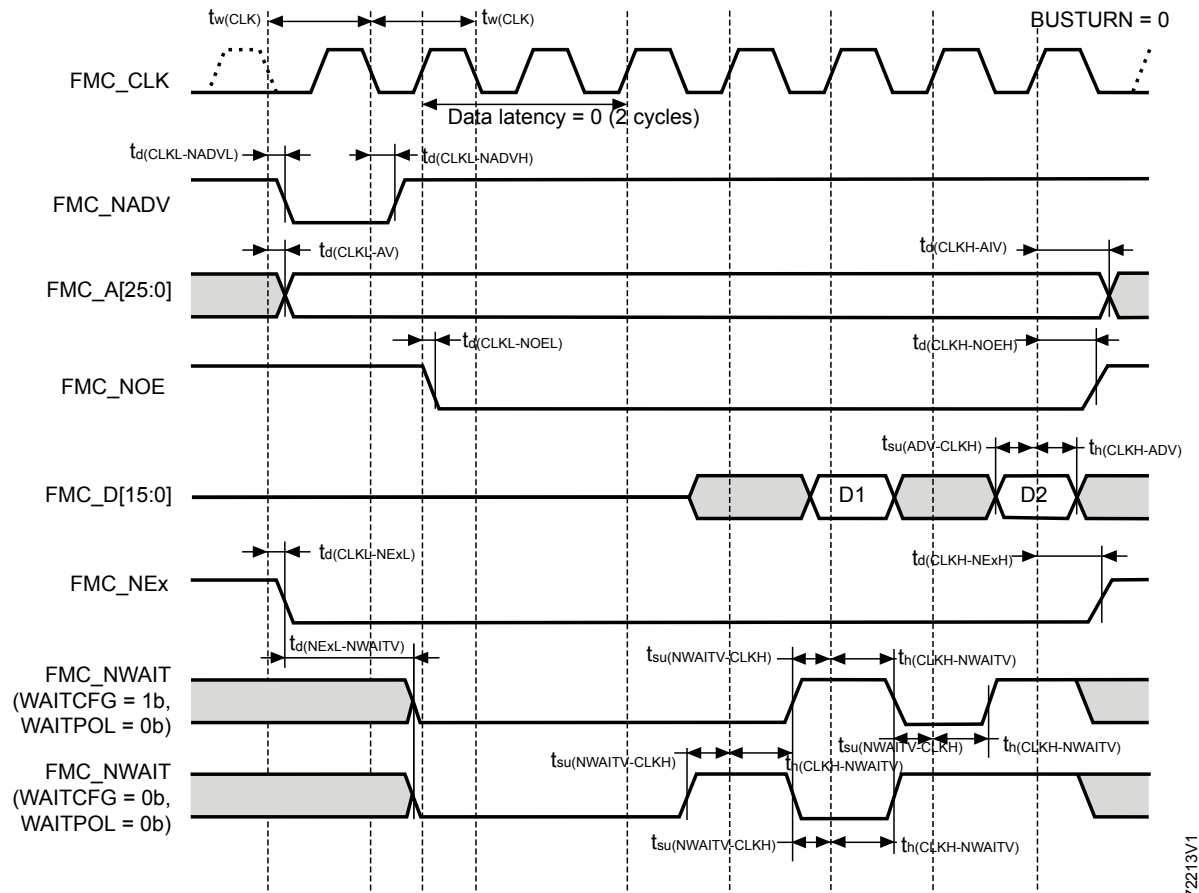 tw(CLK) tw(CLK) BUSTURN = 0
FMC_CLK
Data latency = 0 (2 cycles)
td(CLKL-NADVL) td(CLKL-NADVH)
FMC_NADV
td(CLKL-AV) td(CLKH-AIV)
FMC_A[25:0]
td(CLKL-NOEL) td(CLKH-NOEH)
FMC_NOE
tsu(ADV-CLKH) th(CLKH-ADV)
FMC_D[15:0] D1 D2
td(CLKL-NExL) td(CLKH-NExH)
FMC_NEx
td(NExL-NWAITV) tsu(NWAITV-CLKH) th(CLKH-NWAITV)
FMC_NWAIT
(WAITCFG = 1b,
WAITPOL = 0b)
tsu(NWAITV-CLKH) th(CLKH-NWAITV)
tsu(NWAITV-CLKH) th(CLKH-NWAITV)
FMC_NWAIT
(WAITCFG = 0b,
WAITPOL = 0b)
tsu(NWAITV-CLKH) th(CLKH-NWAITV)
72213V1